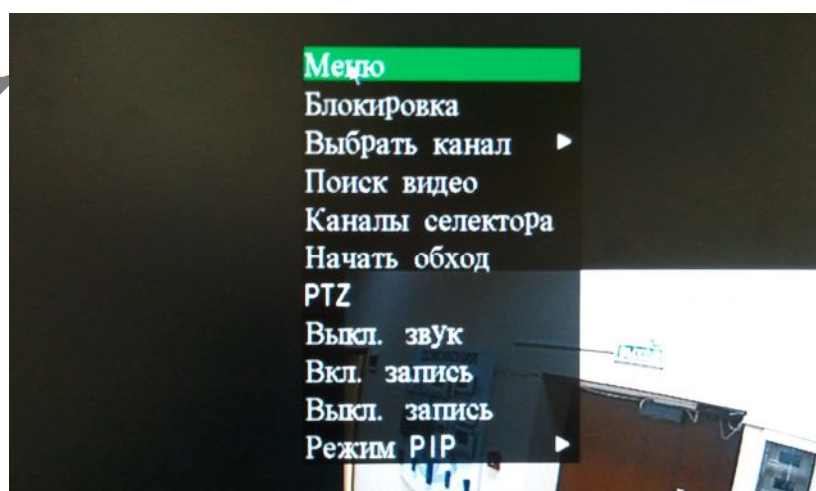 Меню
Блокировка
Выбрать канал
Поиск видео
Каналы селектора
Начать обход
PTZ
Выкл. звук
Вкл. запись
Выкл. запись
Режим PIP